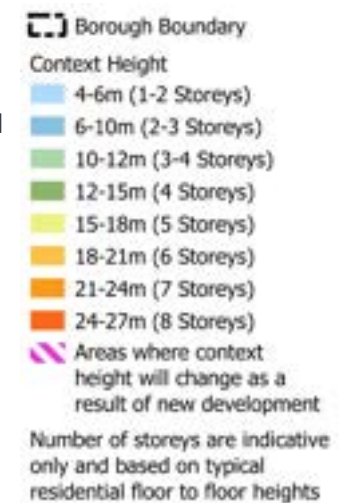 Borough Boundary
Context Height
4-6m (1-2 Storeys)
6-10m (2-3 Storeys)
10-12m (3-4 Storeys)
12-15m (4 Storeys)
15-18m (5 Storeys)
18-21m (6 Storeys)
21-24m (7 Storeys)
24-27m (8 Storeys)
Areas where context
height will change as a
result of new development
Number of storeys are indicative
only and based on typical
residential floor to floor heights